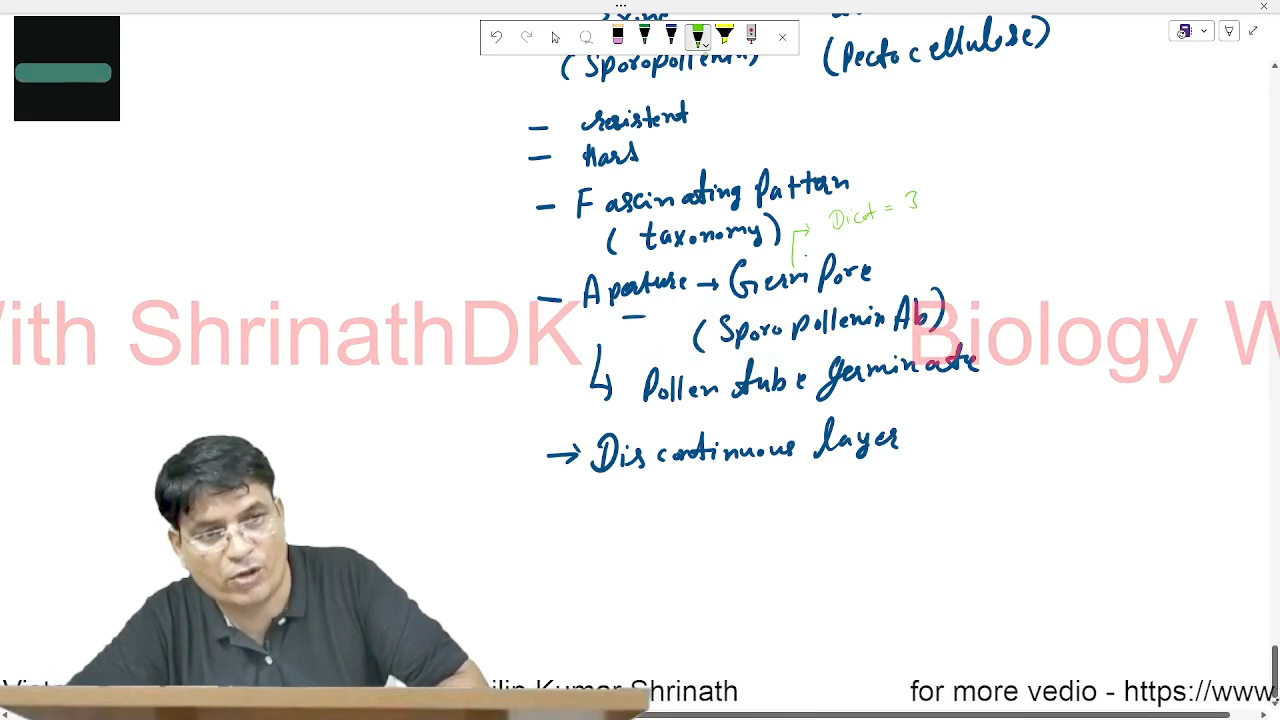 (Sporopollenin)
(Pectocellulose)
– resistent
– Hard
– Fascinating Pattern
(taxonomy)
Dicot = 3
– Aperture → Germ Pore
(Sporopollenin Ab)
Pollen tube germinate
→ Discontinuous layer
With ShrinathDK
Biology W
Kumar Shrinath
for more vedio - https://www.